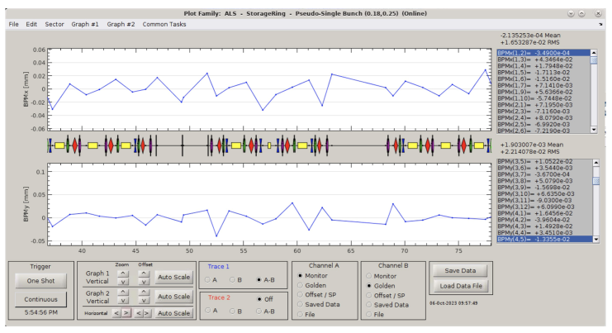 Plot Family: ALS - StorageRing - Pseudo-Single Bunch (0.18,0.25) (Online)
File Edit Sector Graph #1 Graph #2 Common Tasks
-2.135253e-04 Mean
+1.653287e-02 RMS
BPMx [mm]
0.06
0.04
0.02
0
-0.02
-0.04
-0.06
BPMx(1,2)= -3.4900e-04
BPMx(1,3)= +4.3464e-02
BPMx(1,4)= +1.7948e-02
BPMx(1,5)= -1.7113e-02
BPMx(1,6)= -1.5160e-02
BPMx(1,7)= +7.1410e-03
BPMx(1,9)= +5.6366e-02
BPMx(1,10)= -5.7448e-02
BPMx(2,1)= +7.1950e-03
BPMx(2,3)= -7.1160e-03
BPMx(2,4)= +8.0790e-03
BPMx(2,5)= -6.9920e-03
BPMx(2,6)= -7.2190e-03
+1.903007e-03 Mean
+2.214078e-02 RMS
BPMy [mm]
0.1
0.05
0
-0.05
40 45 50 55 60 65 70 75
BPMy(3,5)= +1.0522e-02
BPMy(3,6)= +3.5440e-03
BPMy(3,7)= -3.6700e-04
BPMy(3,8)= +5.0790e-03
BPMy(3,9)= -1.5698e-02
BPMy(3,10)= +6.6350e-03
BPMy(3,11)= -9.0300e-03
BPMy(3,12)= +6.0990e-03
BPMy(4,1)= +1.6456e-02
BPMy(4,2)= -3.9604e-02
BPMy(4,3)= +1.4928e-02
BPMy(4,4)= +3.4510e-03
BPMy(4,5)= -1.3355e-02
Trigger
One Shot
Continuous
5:54:56 PM
Zoom Offset
Graph 1
Vertical
^ ^
v v
Auto Scale
Graph 2
Vertical
^ ^
v v
Auto Scale
Horizontal < > < > Auto Scale
Trace 1
A B A-B
Trace 2
Off
A B A-B
Channel A
Monitor
Golden
Offset / SP
Saved Data
File
Channel B
Monitor
Golden
Offset / SP
Saved Data
File
Save Data
Load Data File
06-Oct-2023 09:57:49